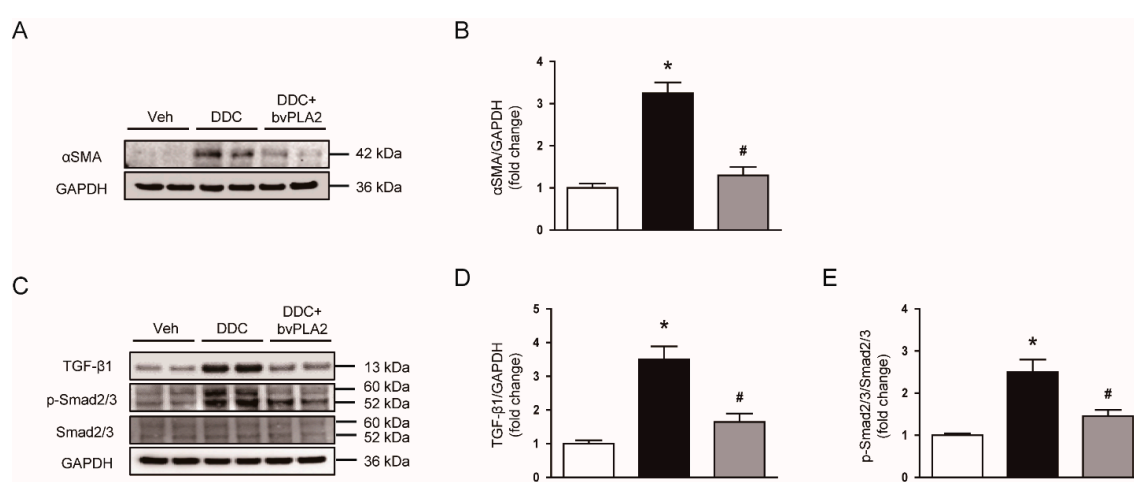 A
Veh
DDC
DDC+
bvPLA2
αSMA
42 kDa
GAPDH
36 kDa
B
αSMA/GAPDH
(fold change)
4
3
2
1
0
*
#
C
Veh
DDC
DDC+
bvPLA2
TGF-β1
13 kDa
p-Smad2/3
60 kDa
52 kDa
Smad2/3
60 kDa
52 kDa
GAPDH
36 kDa
D
TGF-β1/GAPDH
(fold change)
5
4
3
2
1
0
*
#
E
p-Smad2/3/Smad2/3
(fold change)
4
3
2
1
0
*
#